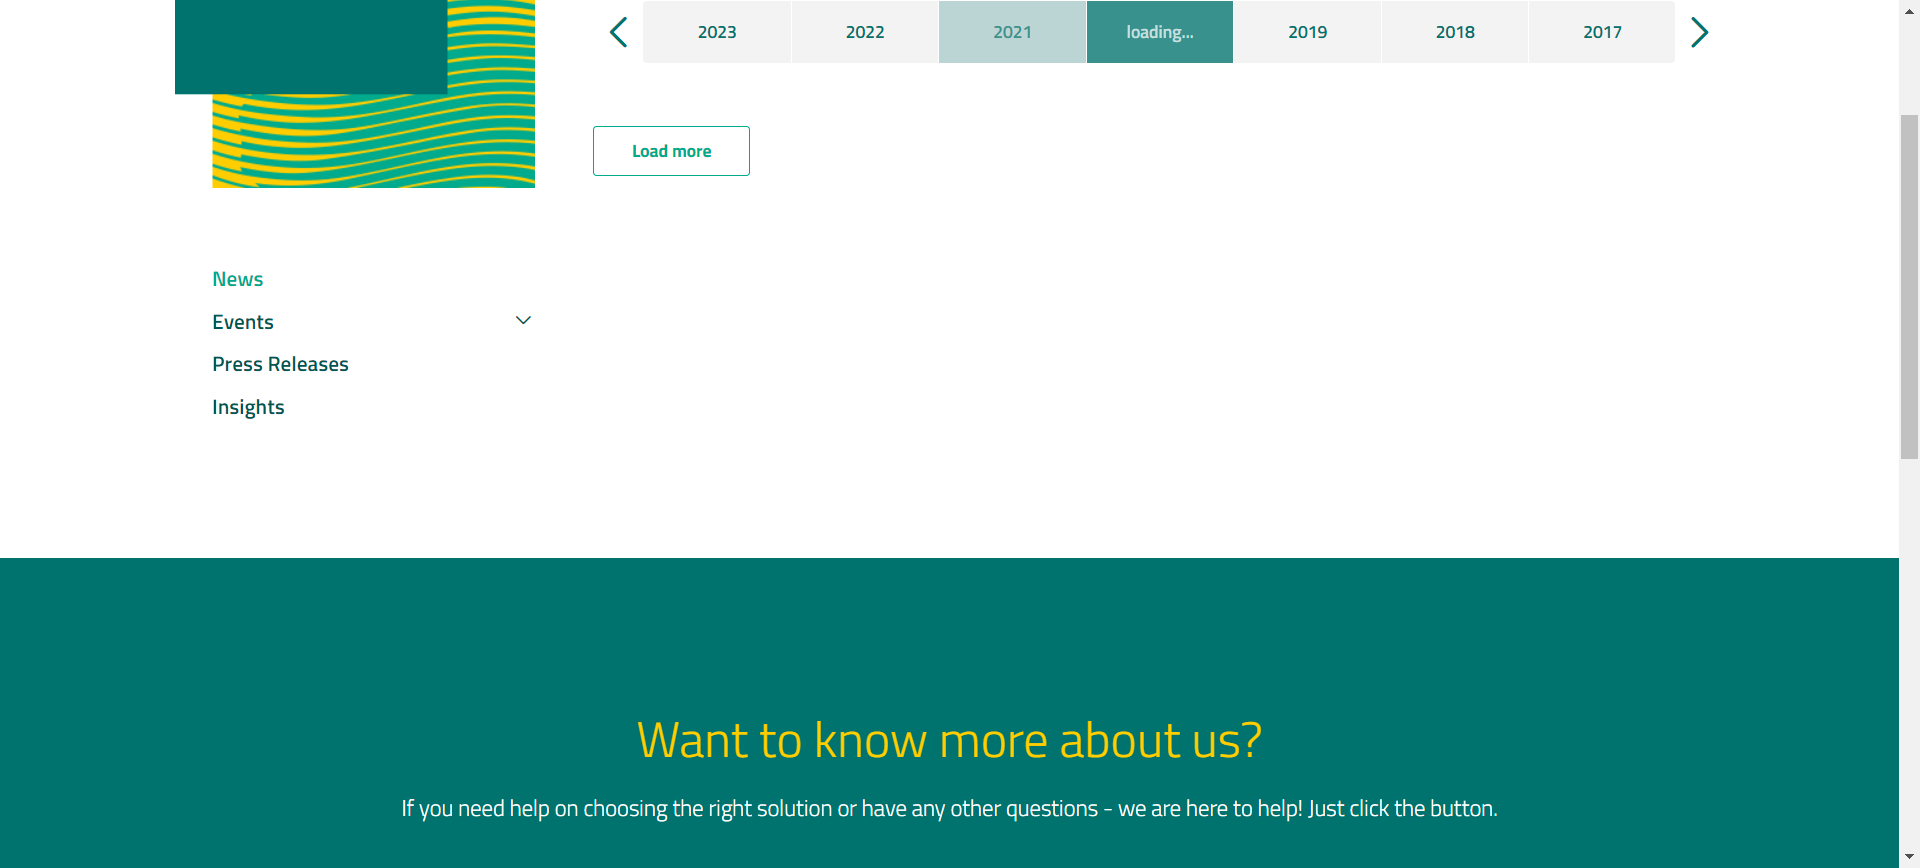 2023 2022 2021 loading... 2019 2018 2017
Load more
News
Events
Press Releases
Insights
Want to know more about us?
If you need help on choosing the right solution or have any other questions - we are here to help! Just click the button.